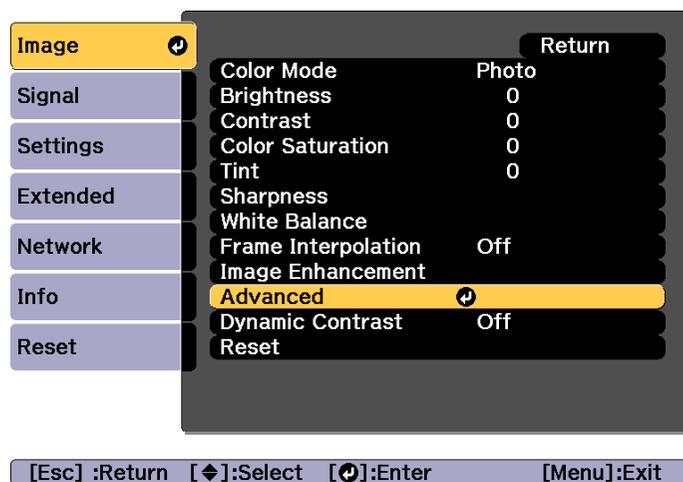 Image
Signal
Settings
Extended
Network
Info
Reset
Return
Color Mode Photo
Brightness 0
Contrast 0
Color Saturation 0
Tint 0
Sharpness
White Balance
Frame Interpolation Off
Image Enhancement
Advanced
Dynamic Contrast Off
Reset
[Esc] :Return [◆]:Select [↵]:Enter [Menu]:Exit